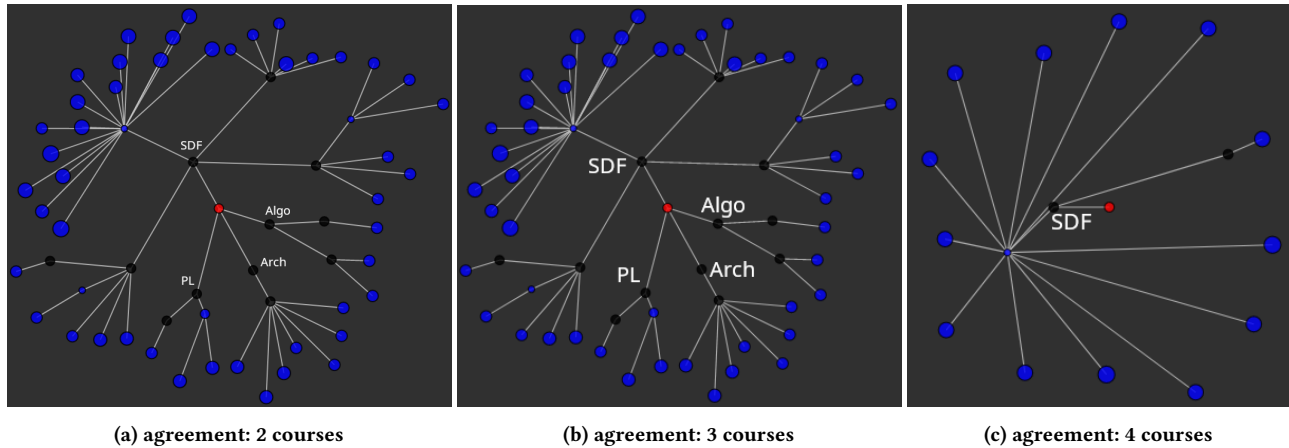 SDF
Algo
Arch
PL
SDF
Algo
Arch
PL
SDF
(a) agreement: 2 courses
(b) agreement: 3 courses
(c) agreement: 4 courses